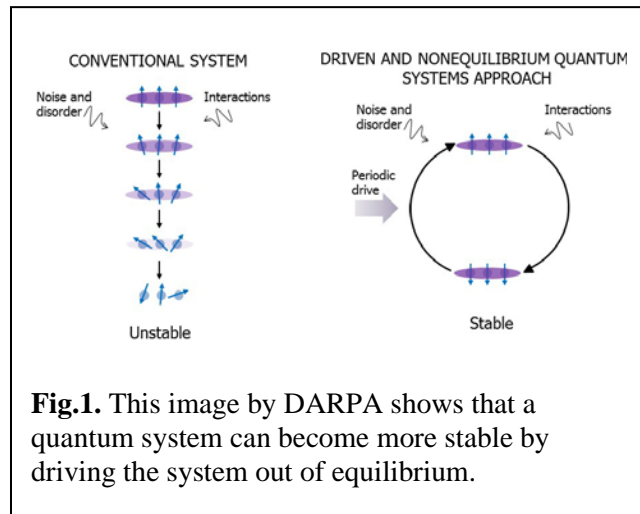 CONVENTIONAL SYSTEM
Noise and
disorder
Interactions
Unstable
DRIVEN AND NONEQUILIBRIUM QUANTUM
SYSTEMS APPROACH
Noise and
disorder
Interactions
Periodic
drive
Stable
Fig.1. This image by DARPA shows that a
quantum system can become more stable by
driving the system out of equilibrium.